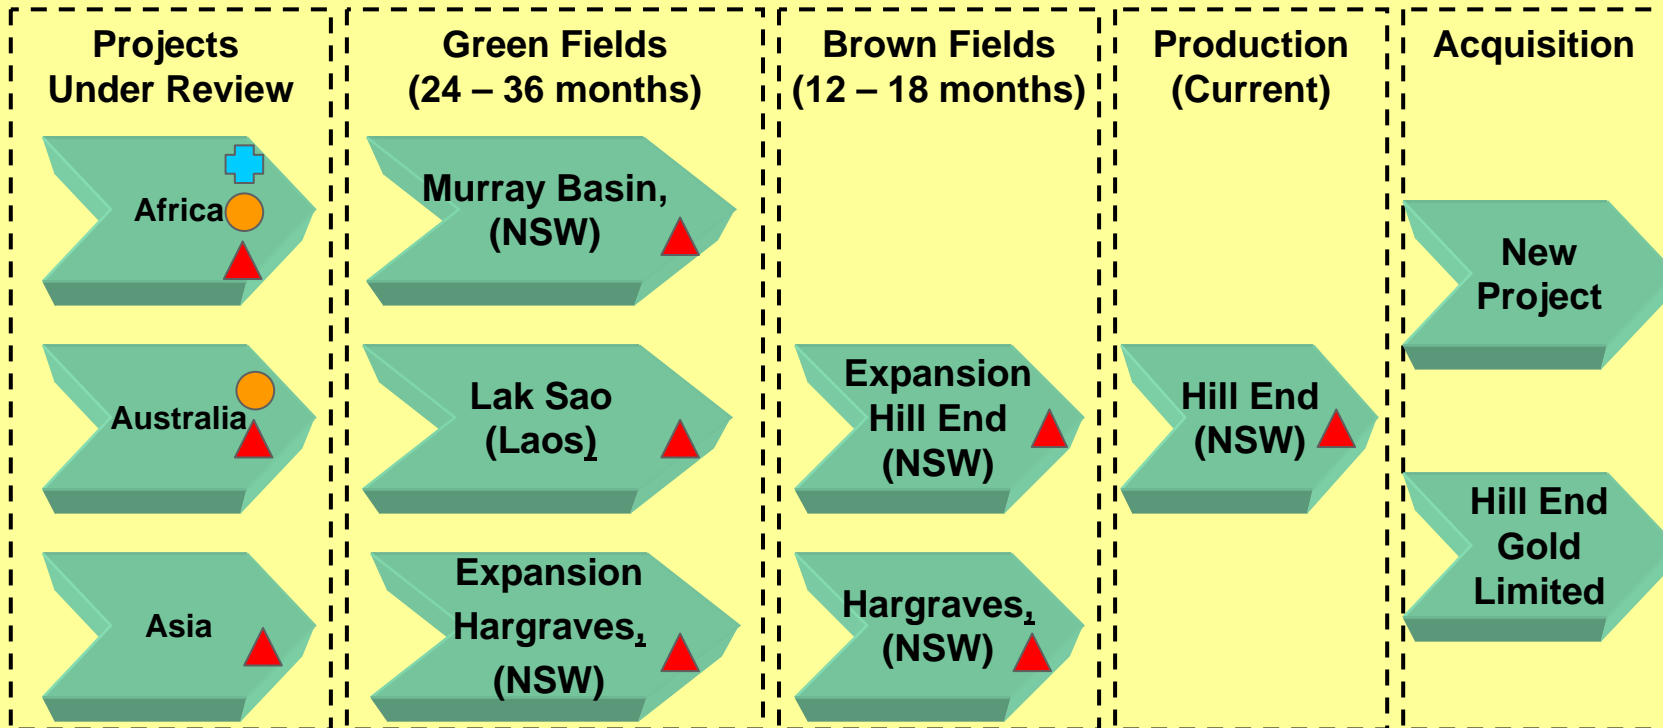 Projects
Under Review
Green Fields
(24 – 36 months)
Brown Fields
(12 – 18 months)
Production
(Current)
Acquisition
Africa
Murray Basin,
(NSW)
New
Project
Australia
Lak Sao
(Laos)
Expansion
Hill End
(NSW)
Hill End
(NSW)
Asia
Expansion
Hargraves,
(NSW)
Hargraves,
(NSW)
Hill End
Gold
Limited